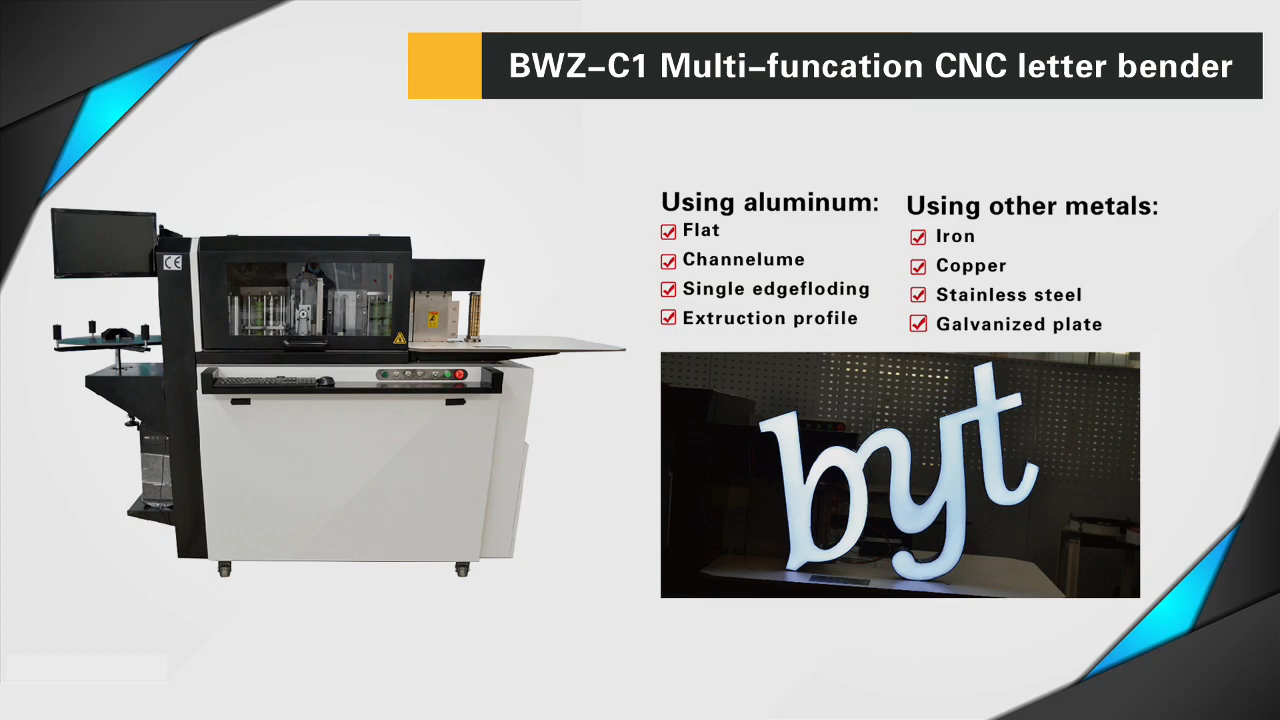 BWZ-C1 Multi-funcation CNC letter bender
Using aluminum:
Flat
Channelume
Single edgefloding
Extruction profile
Using other metals:
Iron
Copper
Stainless steel
Galvanized plate
CE
byt